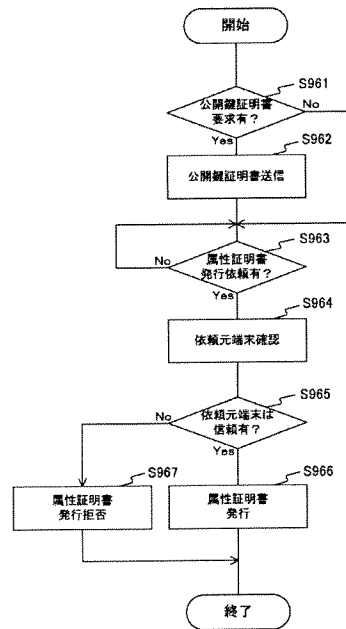 開始
S961
公開鍵証明書
要求有？
No
Yes
S962
公開鍵証明書送信
S963
属性証明書
発行依頼有？
No
Yes
S964
依頼元端末確認
S965
依頼元端末は
信頼有？
No
Yes
S967
属性証明書
発行拒否
S966
属性証明書
発行
終了